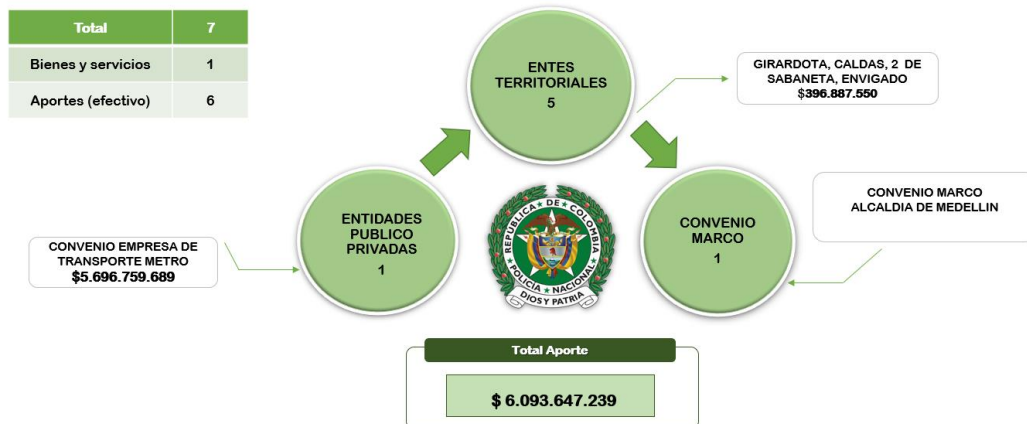 Total 7
Bienes y servicios 1
Aportes (efectivo) 6
ENTES
TERRITORIALES
5
GIRARDOTA, CALDAS, 2 DE
SABANETA, ENVIGADO
$396.887.550
ENTIDADES
PUBLICO
PRIVADAS
1
CONVENIO EMPRESA DE
TRANSPORTE METRO
$5.696.759.689
REPÚBLICA DE COLOMBIA
POLICÍA NACIONAL
DIOS Y PATRIA
CONVENIO
MARCO
1
CONVENIO MARCO
ALCALDIA DE MEDELLIN
Total Aporte
$ 6.093.647.239